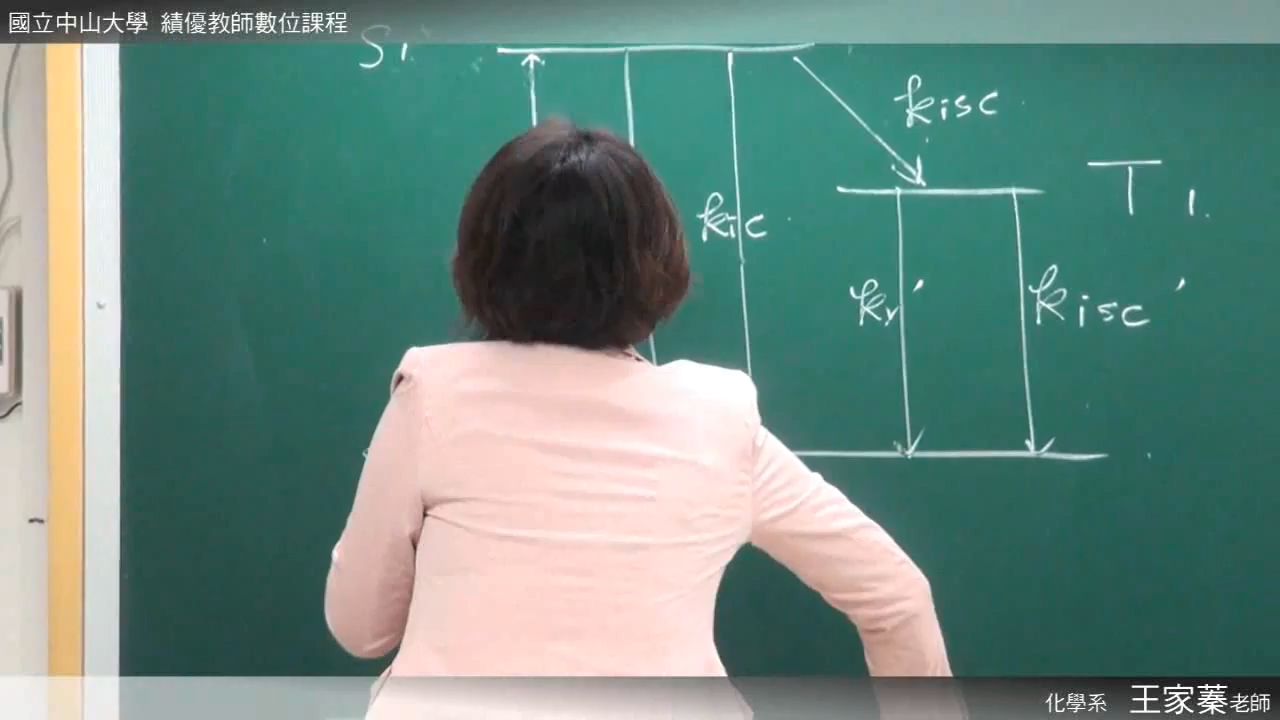 國立中山大學 績優教師數位課程
S1
kisc
T1
kic
kr'
kisc'
化學系 王家蓁老師